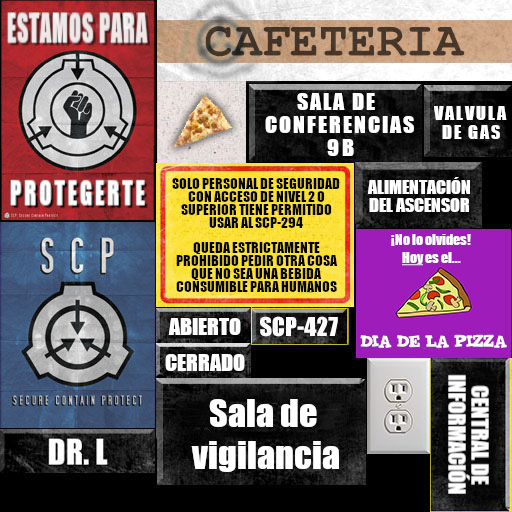 ESTAMOS PARA
PROTEGERTE
CAFETERIA
SALA DE
CONFERENCIAS
9B
VALVULA
DE GAS
SOLO PERSONAL DE SEGURIDAD
CON ACCESO DE NIVEL 2 O
SUPERIOR TIENE PERMITIDO
USAR AL SCP-294
QUEDA ESTRICTAMENTE
PROHIBIDO PEDIR OTRA COSA
QUE NO SEA UNA BEBIDA
CONSUMIBLE PARA HUMANOS
ALIMENTACIÓN
DEL ASCENSOR
¡No lo olvides!
Hoy es el...
DIA DE LA PIZZA
SCP
SECURE CONTAIN PROTECT
ABIERTO
SCP-427
CERRADO
Sala de
vigilancia
DR. L
CENTRAL DE
INFORMACIÓN